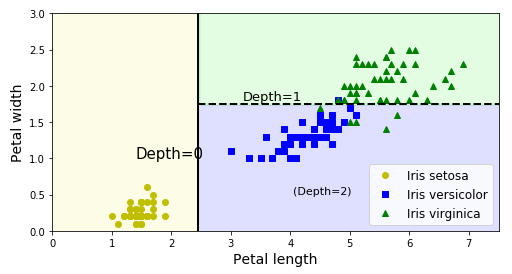 3.0
2.5
2.0
1.5
1.0
0.5
0.0
Petal width
Depth=1
Depth=0
(Depth=2)
Iris setosa
Iris versicolor
Iris virginica
0
1
2
3
4
5
6
7
Petal length